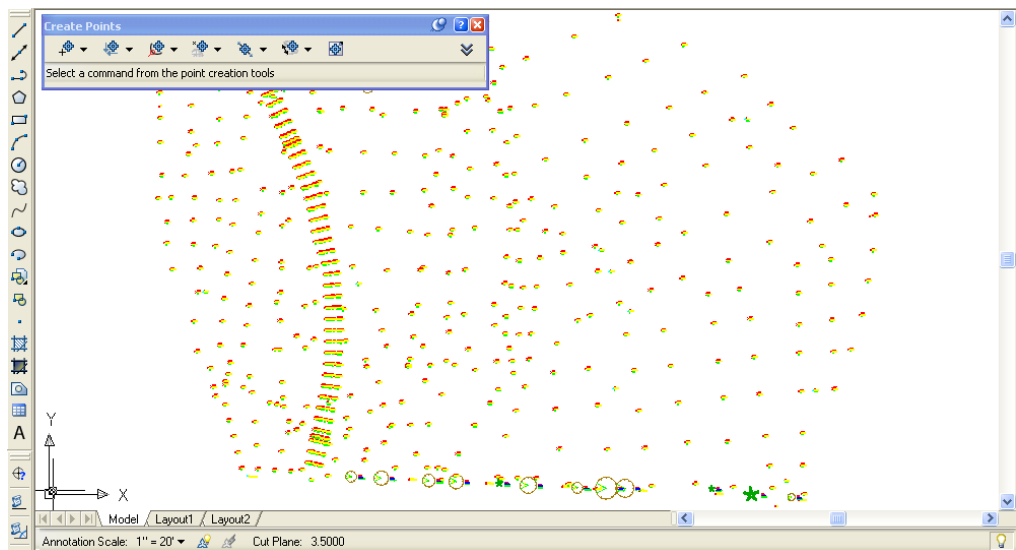 Create Points
Select a command from the point creation tools
A
Y
X
Model Layout1 Layout2
Annotation Scale: 1" = 20' Cut Plane: 3.5000